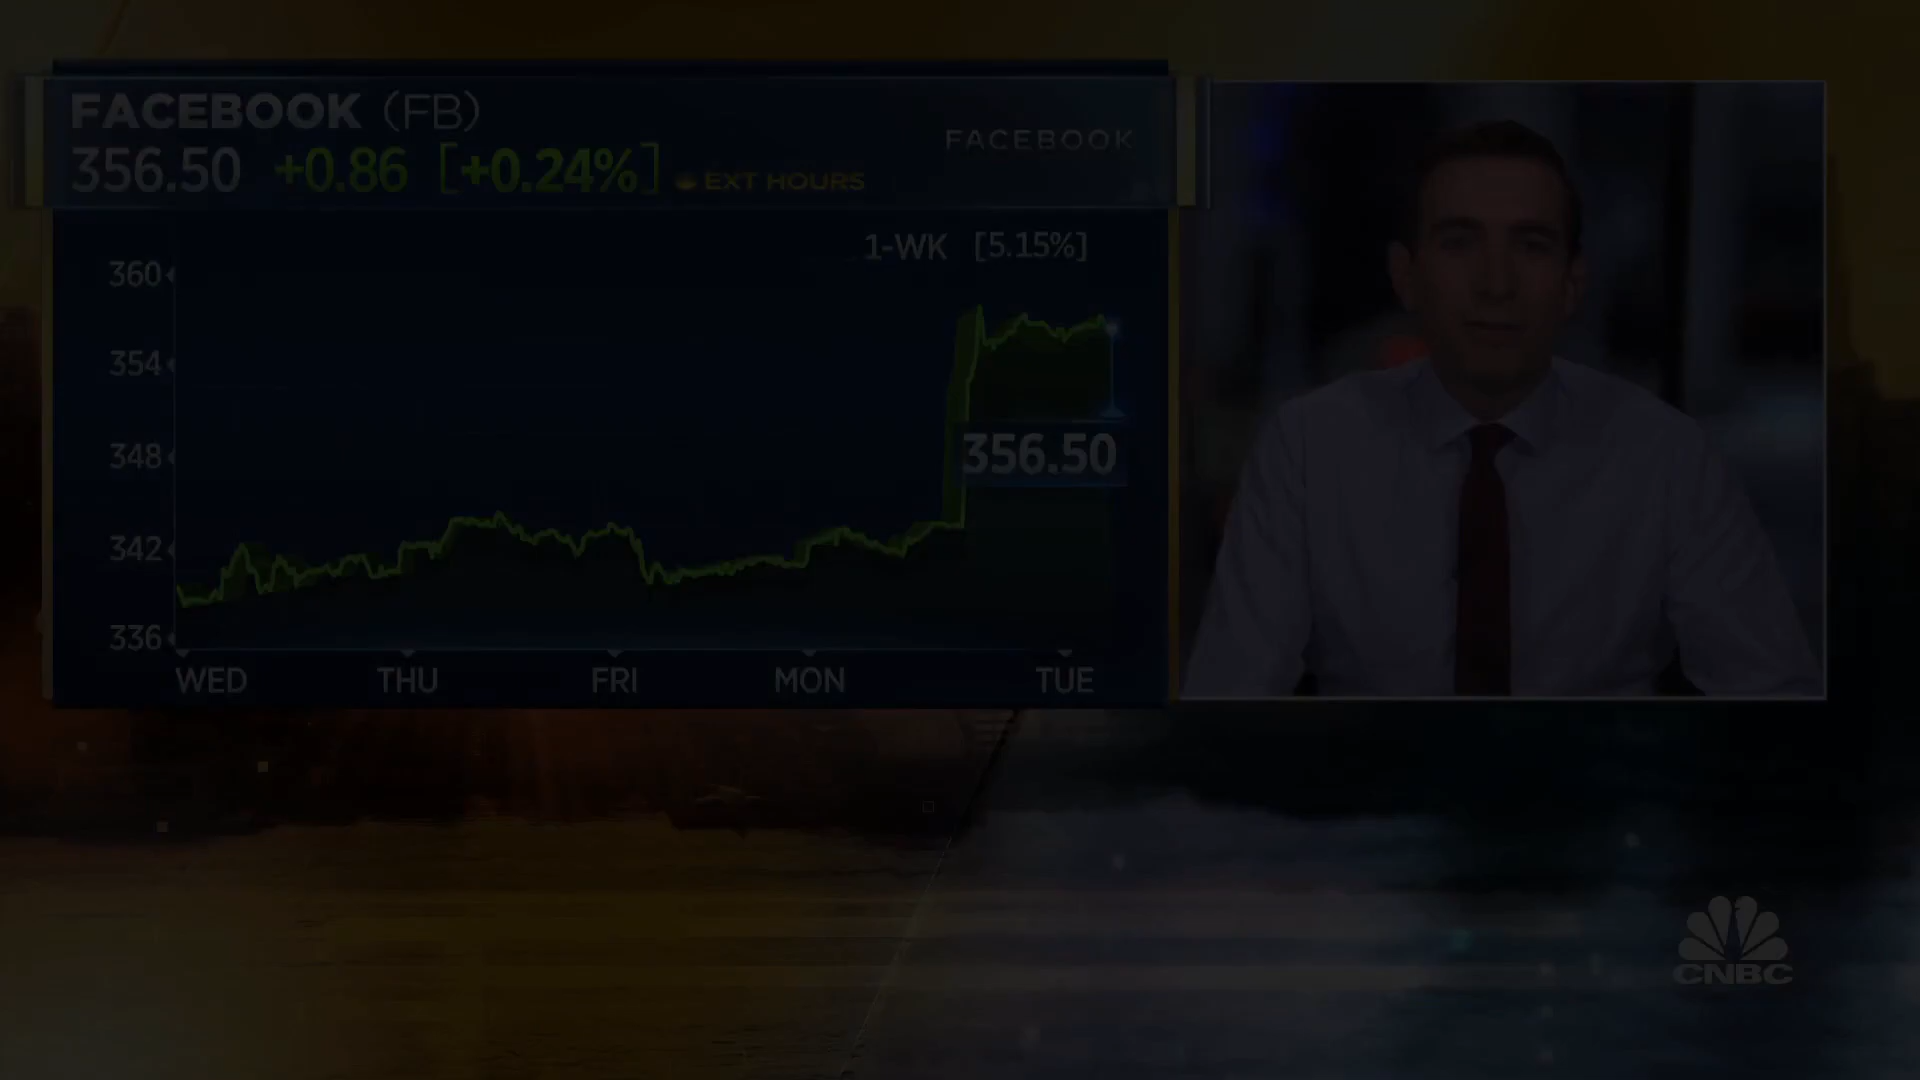 FACEBOOK (FB)
356.50 +0.86 [+0.24%] EXT HOURS
FACEBOOK
1-WK [5.15%]
360
354
348
342
336
356.50
WED THU FRI MON TUE
CNBC